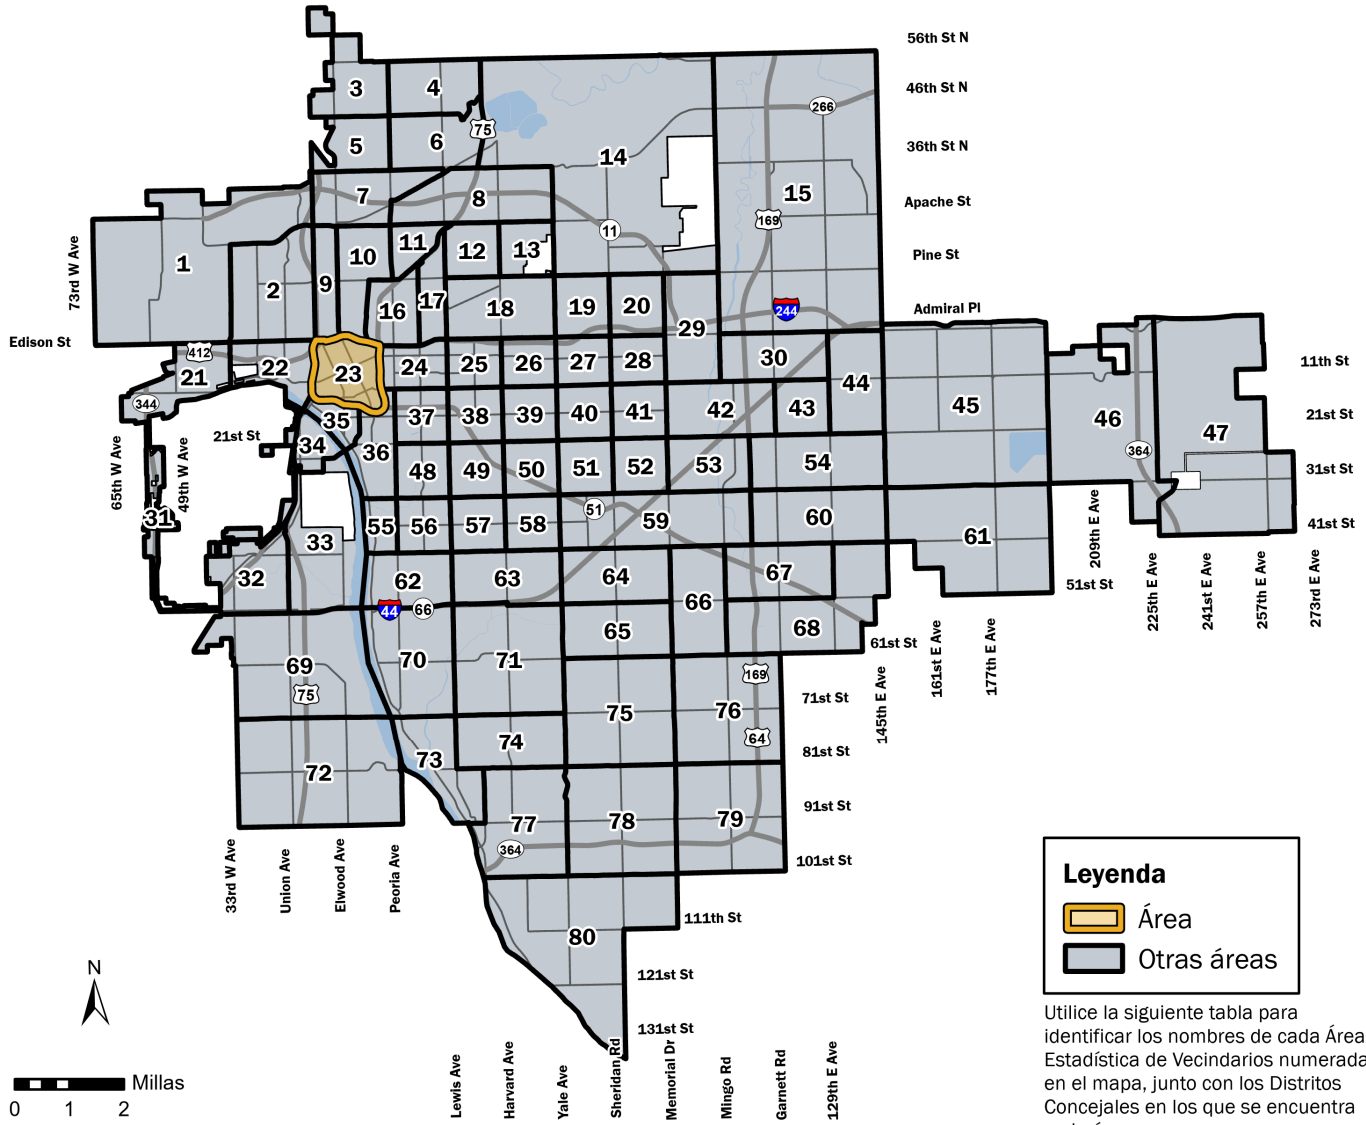 56th St N
46th St N
36th St N
Apache St
Pine St
Admiral Pl
11th St
21st St
31st St
41st St
51st St
61st St
71st St
81st St
91st St
101st St
111th St
121st St
131st St
Edison St
21st St
73rd W Ave
65th W Ave
49th W Ave
33rd W Ave
Union Ave
Elwood Ave
Peoria Ave
Lewis Ave
Harvard Ave
Yale Ave
Sheridan Rd
Memorial Dr
Mingo Rd
Garnett Rd
129th E Ave
145th E Ave
161st E Ave
177th E Ave
209th E Ave
225th E Ave
241st E Ave
257th E Ave
273rd E Ave
1
2
3
4
5
6
7
8
9
10
11
12
13
14
15
16
17
18
19
20
21
22
23
24
25
26
27
28
29
30
31
32
33
34
35
36
37
38
39
40
41
42
43
44
45
46
47
48
49
50
51
52
53
54
55
56
57
58
59
60
61
62
63
64
65
66
67
68
69
70
71
72
73
74
75
76
77
78
79
80
75
266
11
169
244
412
344
364
51
44
66
75
169
64
364
N
Millas
0 1 2
Leyenda
Área
Otras áreas
Utilice la siguiente tabla para
identificar los nombres de cada Área
Estadística de Vecindarios numerada
en el mapa, junto con los Distritos
Concejales en los que se encuentra